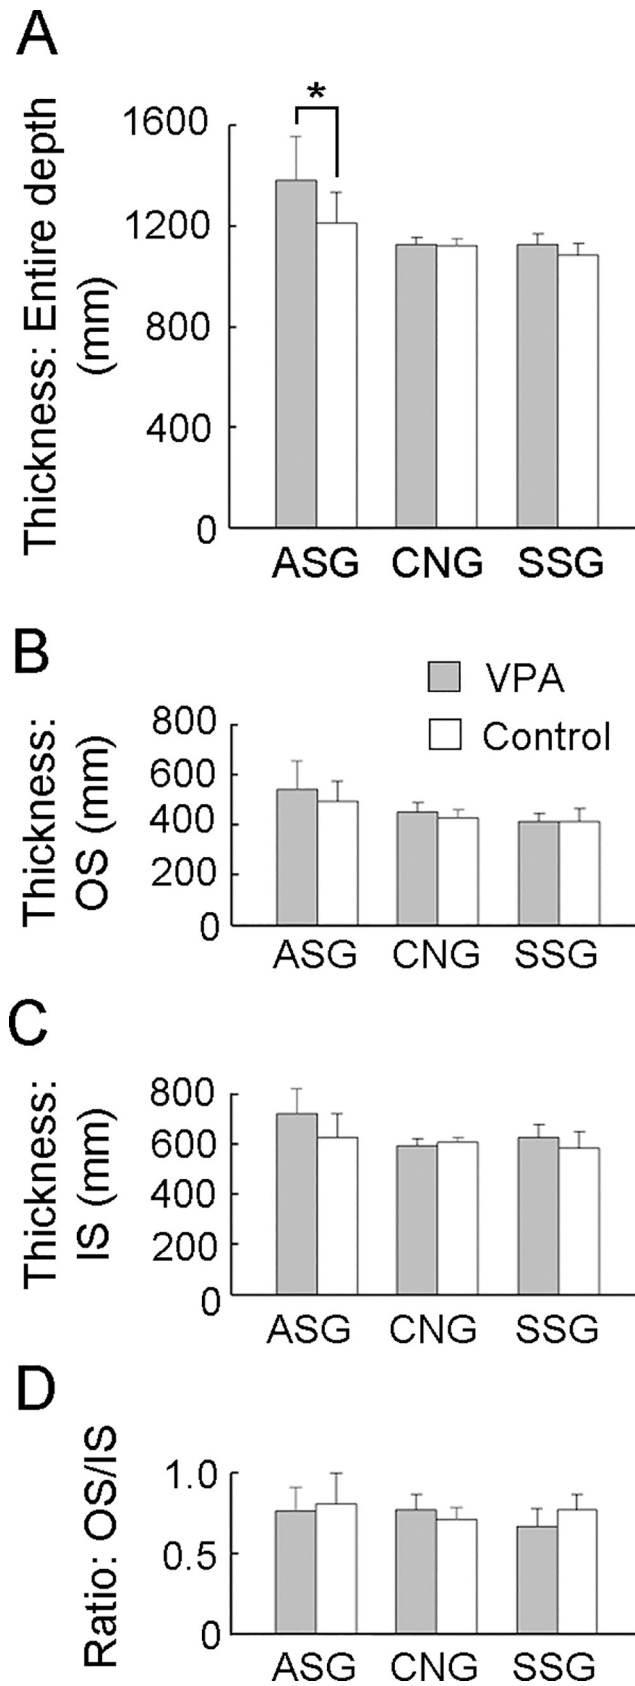 A
Thickness: Entire depth
(mm)
*
1600
1200
800
400
0
ASG CNG SSG
B
VPA
Control
Thickness:
OS (mm)
800
600
400
200
0
ASG CNG SSG
C
Thickness:
IS (mm)
800
600
400
200
0
ASG CNG SSG
D
Ratio: OS/IS
1.0
0.5
0
ASG CNG SSG